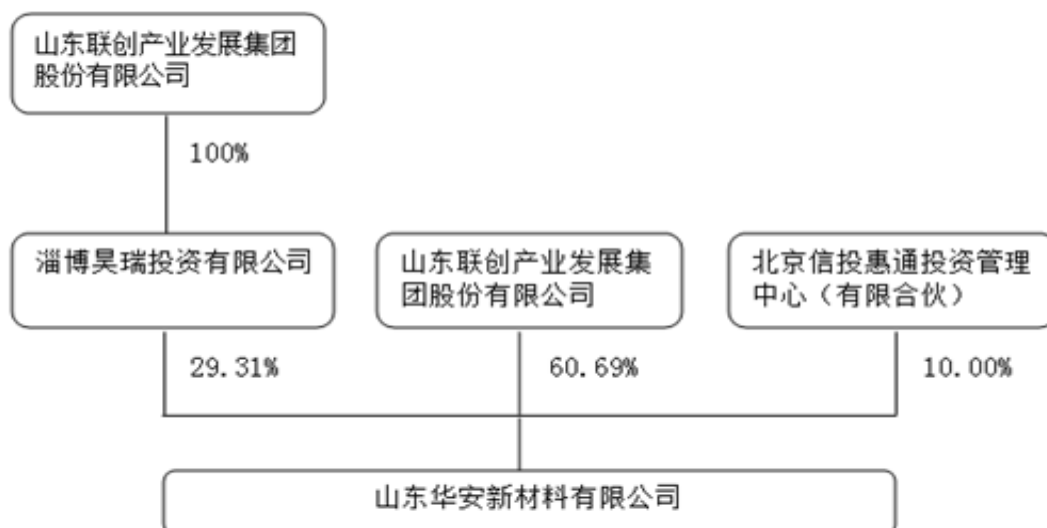 山东联创产业发展集团
股份有限公司
100%
淄博昊瑞投资有限公司
山东联创产业发展集
团股份有限公司
北京信投惠通投资管理
中心（有限合伙）
29.31%
60.69%
10.00%
山东华安新材料有限公司